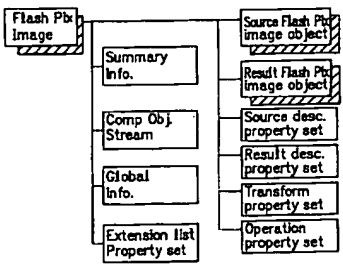 Flash Pix
Image
Summary
Info.
Comp Obj.
Stream
Global
Info.
Extension list
Property set
Source Flash Pix
image object
Result Flash Pix
image object
Source desc.
property set
Result desc.
property set
Transform
property set
Operation
property set